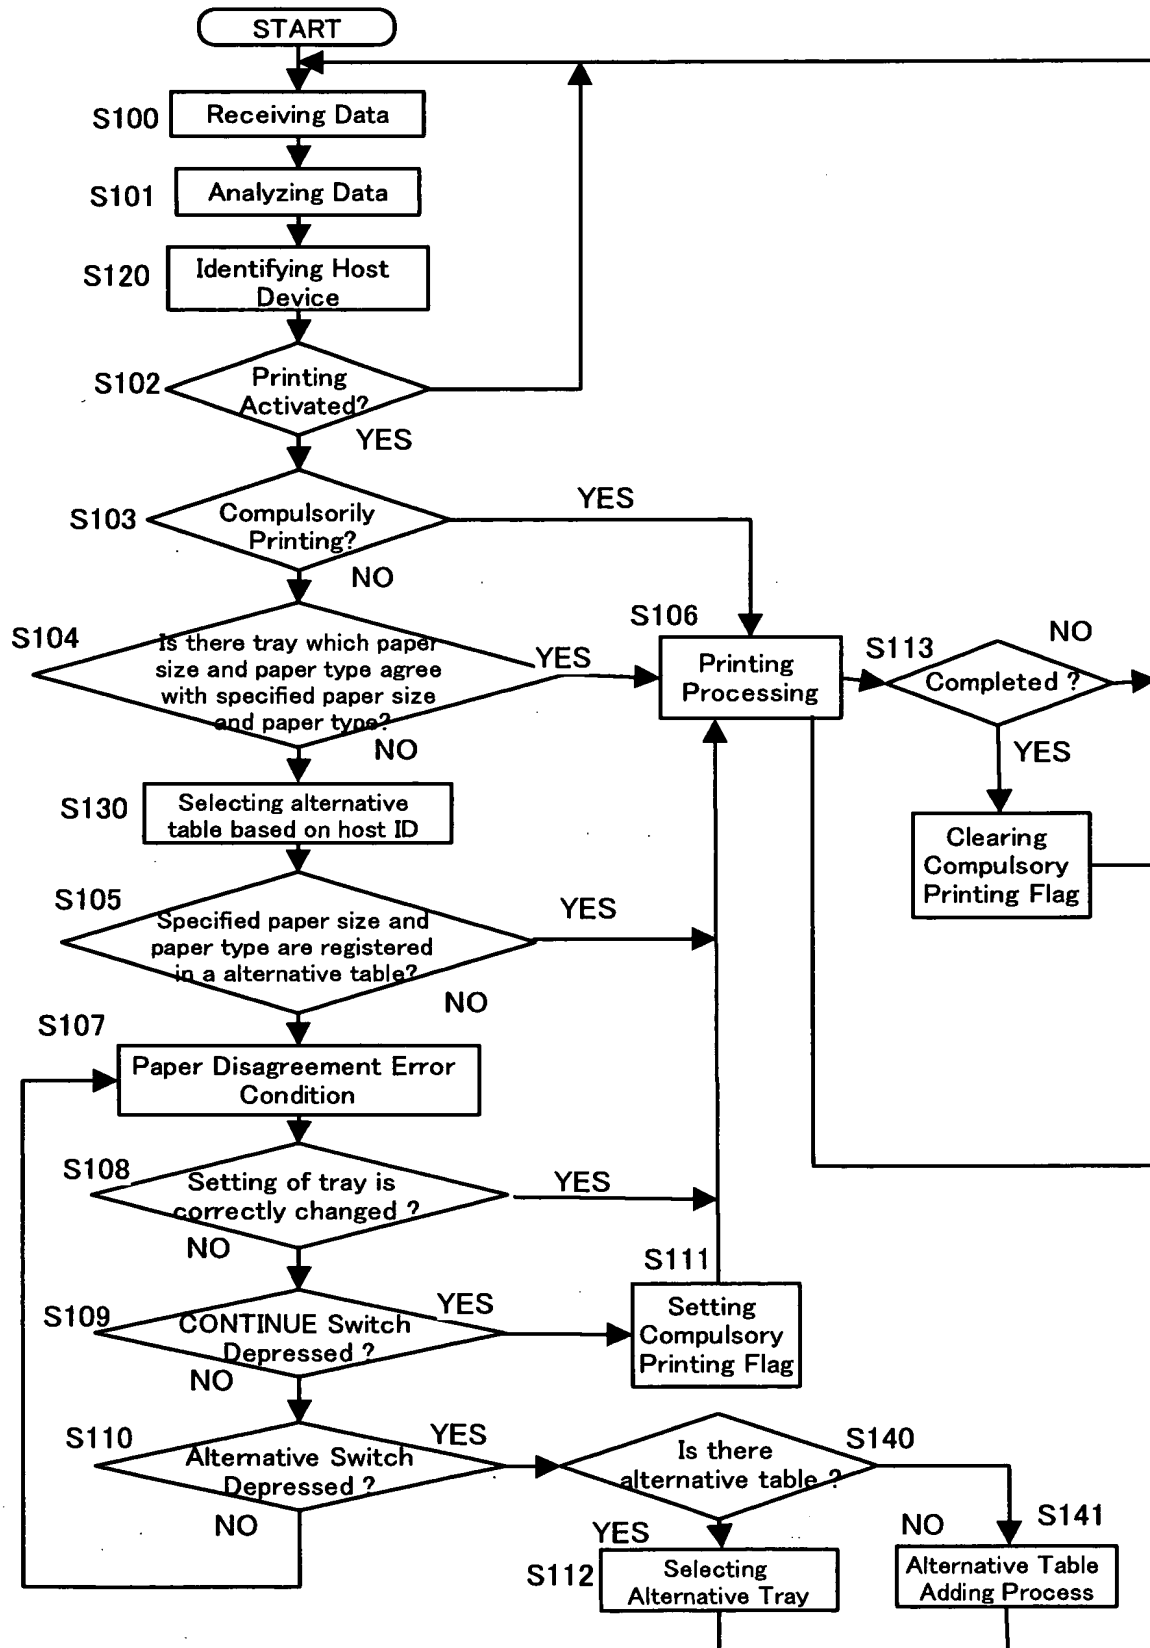 START
S100
Receiving Data
S101
Analyzing Data
S120
Identifying Host
Device
S102
Printing
Activated?
YES
S103
Compulsorily
Printing?
YES
NO
S104
Is there tray which paper
size and paper type agree
with specified paper size
and paper type?
YES
NO
S106
Printing
Processing
S113
Completed ?
NO
YES
Clearing
Compulsory
Printing Flag
S130
Selecting alternative
table based on host ID
S105
Specified paper size and
paper type are registered
in a alternative table?
YES
NO
S107
Paper Disagreement Error
Condition
S108
Setting of tray is
correctly changed ?
YES
NO
S109
CONTINUE Switch
Depressed ?
YES
NO
S111
Setting
Compulsory
Printing Flag
S110
Alternative Switch
Depressed ?
YES
NO
S140
Is there
alternative table ?
YES
NO
S112
Selecting
Alternative Tray
S141
Alternative Table
Adding Process